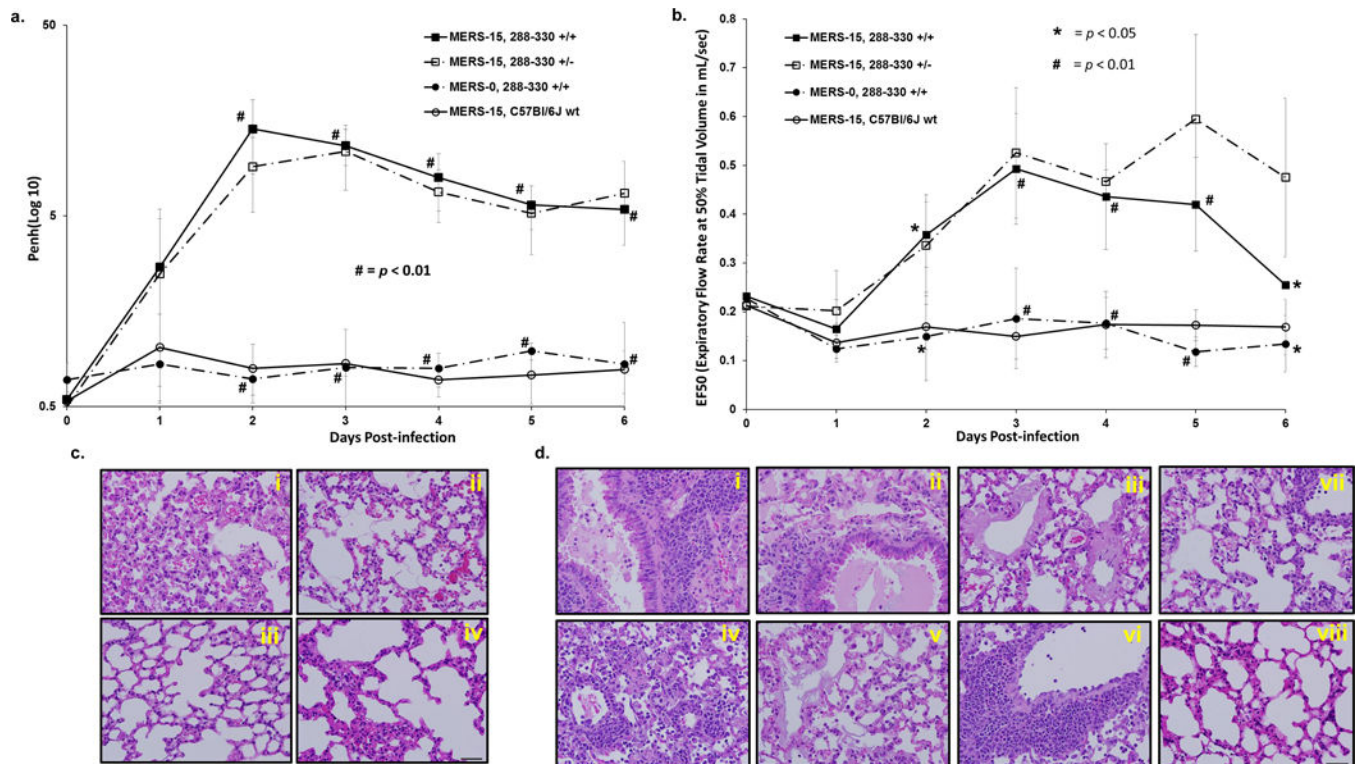 a.
50
5
0.5
Penh(Log 10)
MERS-15, 288-330 +/+
MERS-15, 288-330 +/-
MERS-0, 288-330 +/+
MERS-15, C57Bl/6J wt
#
#
#
#
#
# = p < 0.01
#
#
#
#
#
0 1 2 3 4 5 6
Days Post-infection
b.
0.8
0.7
0.6
0.5
0.4
0.3
0.2
0.1
0
EF50 (Expiratory Flow Rate at 50% Tidal Volume in mL/sec)
MERS-15, 288-330 +/+
MERS-15, 288-330 +/-
MERS-0, 288-330 +/+
MERS-15, C57Bl/6J wt
* = p < 0.05
# = p < 0.01
*
#
#
#
*
*
#
#
#
*
0 1 2 3 4 5 6
Days Post-infection
c.
i
ii
iii
iv
d.
i
ii
iii
vii
iv
v
vi
viii